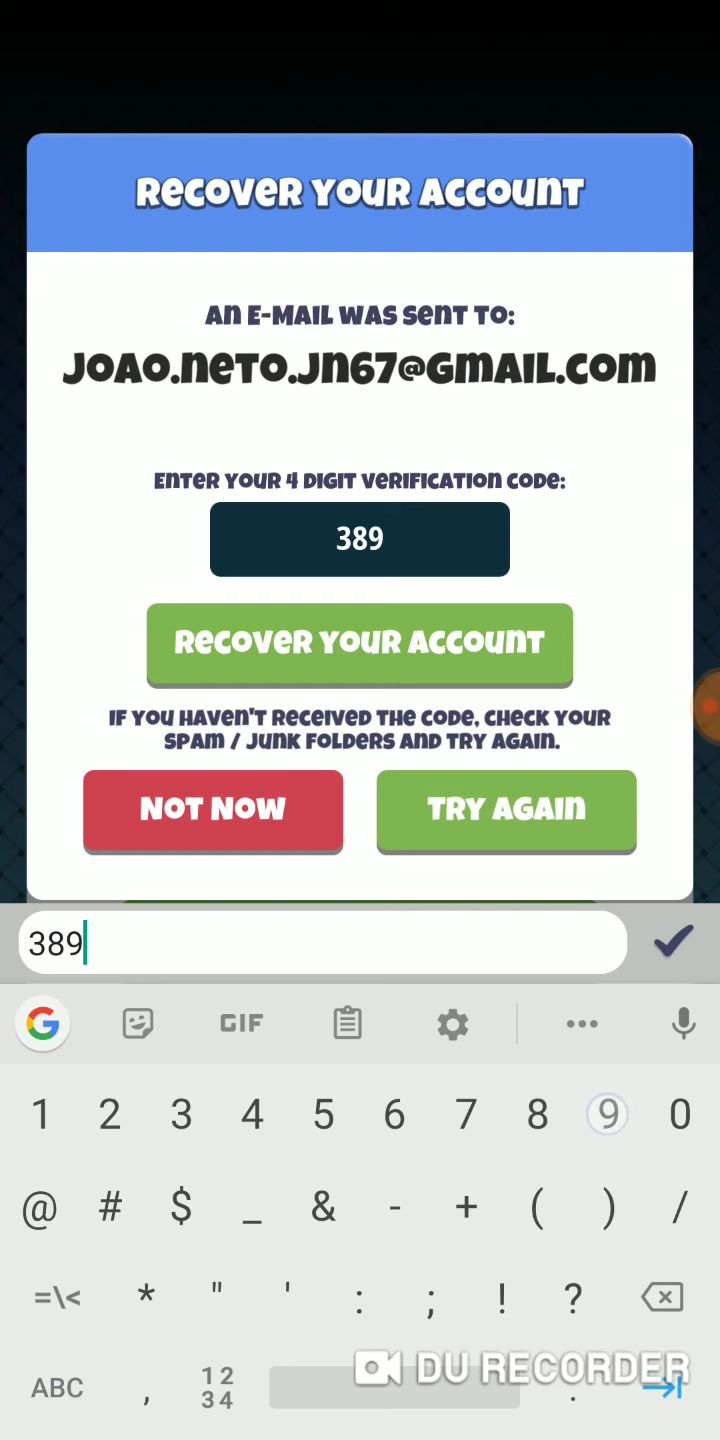 Recover Your Account
An e-mail was sent to:
joao.neto.jn67@gmail.com
Enter your 4 digit verification code:
389
Recover Your Account
If you haven't received the code, check your
spam / junk folders and try again.
Not Now
Try Again
389
GIF
1 2 3 4 5 6 7 8 9 0
@ # $ _ & - + ( ) /
=\< * " ' : ; ! ?
DU RECORDER
ABC , 12 .
34